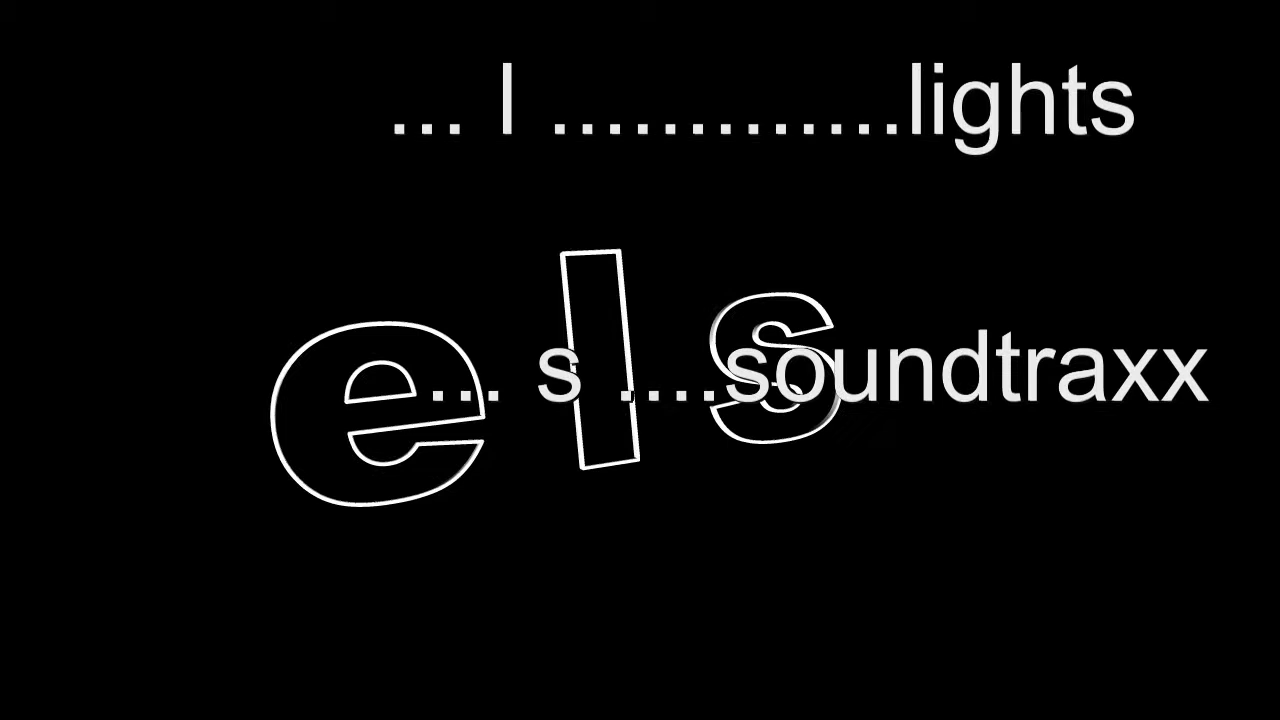 ... l .............lights
e l s
... s ....soundtraxx